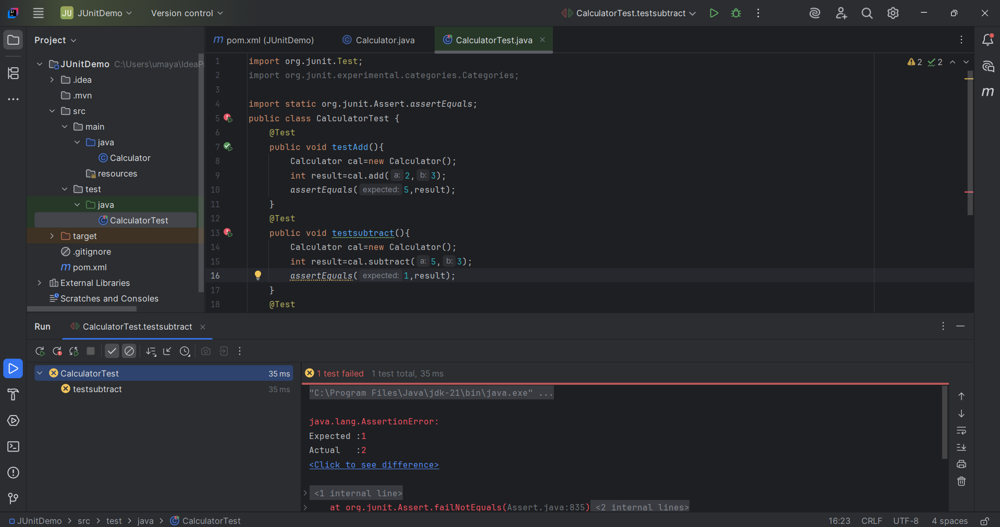 JU JUnitDemo Version control CalculatorTest.testsubtract
Project
pom.xml (JUnitDemo) Calculator.java CalculatorTest.java
JUnitDemo C:\Users\umaya\IdeaP
.idea
.mvn
src
main
java
Calculator
resources
test
java
CalculatorTest
target
.gitignore
pom.xml
External Libraries
Scratches and Consoles
2 2
1 import org.junit.Test;
2 import org.junit.experimental.categories.Categories;
3
4 import static org.junit.Assert.assertEquals;
5 public class CalculatorTest {
6 @Test
7 public void testAdd(){
8 Calculator cal=new Calculator();
9 int result=cal.add( a: 2, b: 3);
10 assertEquals( expected: 5,result);
11 }
12 @Test
13 public void testsubtract(){
14 Calculator cal=new Calculator();
15 int result=cal.subtract( a: 5, b: 3);
16 assertEquals( expected: 1,result);
17 }
18 @Test
Run CalculatorTest.testsubtract
CalculatorTest 35 ms
testsubtract 35 ms
1 test failed 1 test total, 35 ms
"C:\Program Files\Java\jdk-21\bin\java.exe" ...
java.lang.AssertionError:
Expected :1
Actual :2
<Click to see difference>
<1 internal line>
at org.junit.Assert.failNotEquals(Assert.java:835) <2 internal lines>
JUnitDemo > src > test > java > CalculatorTest
16:23 CRLF UTF-8 4 spaces